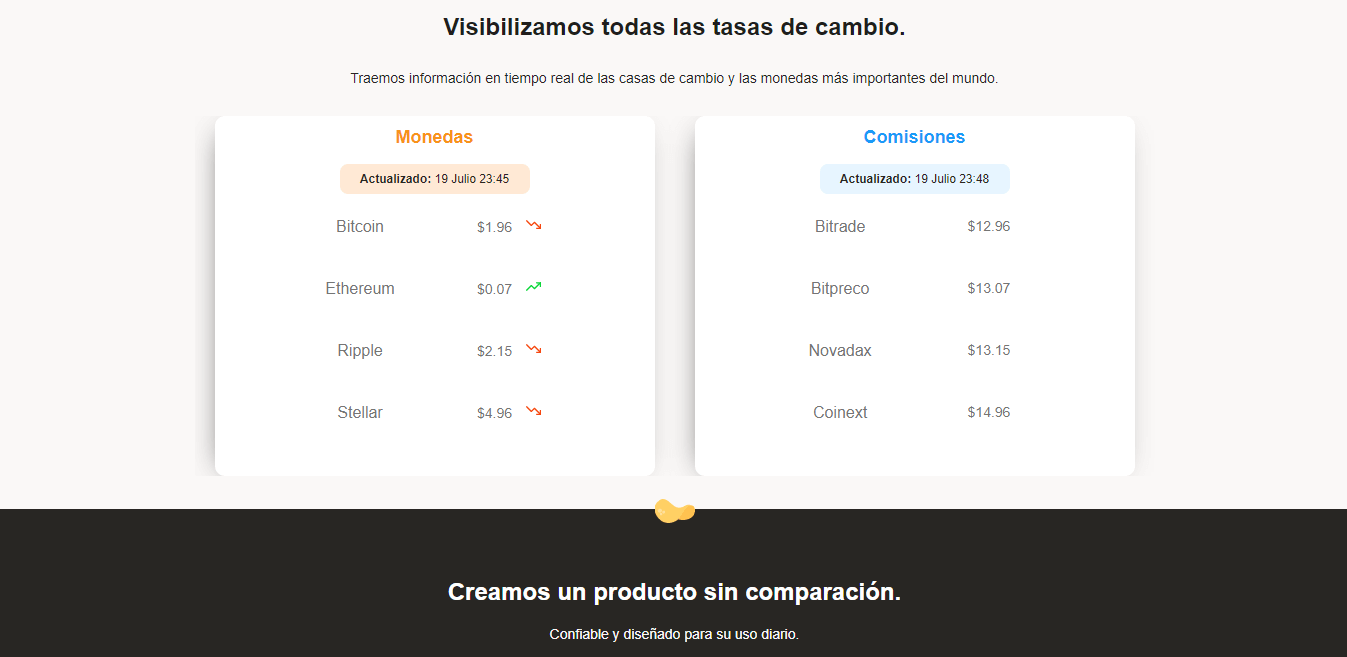 Visibilizamos todas las tasas de cambio.
Traemos información en tiempo real de las casas de cambio y las monedas más importantes del mundo.
Monedas
Actualizado: 19 Julio 23:45
Bitcoin $1.96
Ethereum $0.07
Ripple $2.15
Stellar $4.96
Comisiones
Actualizado: 19 Julio 23:48
Bitrade $12.96
Bitpreco $13.07
Novadax $13.15
Coinext $14.96
Creamos un producto sin comparación.
Confiable y diseñado para su uso diario.